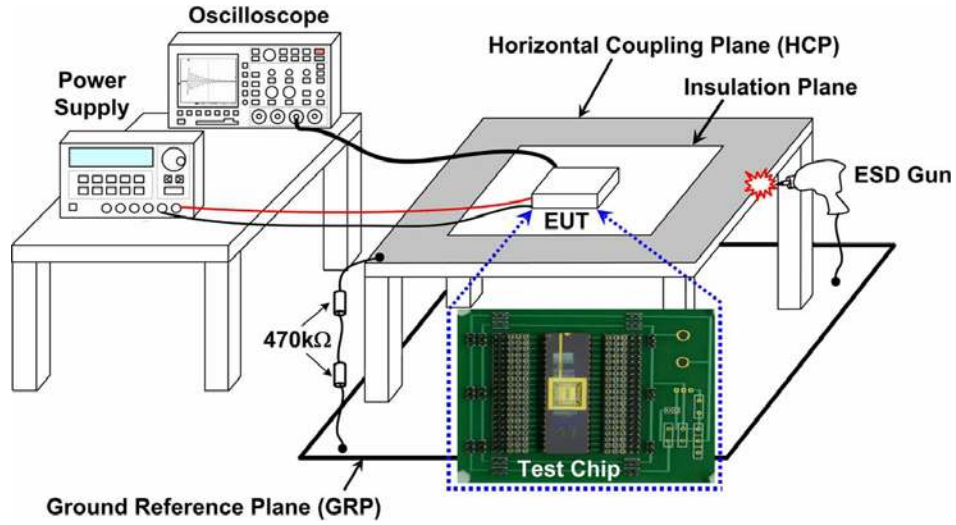 Oscilloscope
Power
Supply
Horizontal Coupling Plane (HCP)
Insulation Plane
ESD Gun
EUT
470kΩ
Test Chip
Ground Reference Plane (GRP)